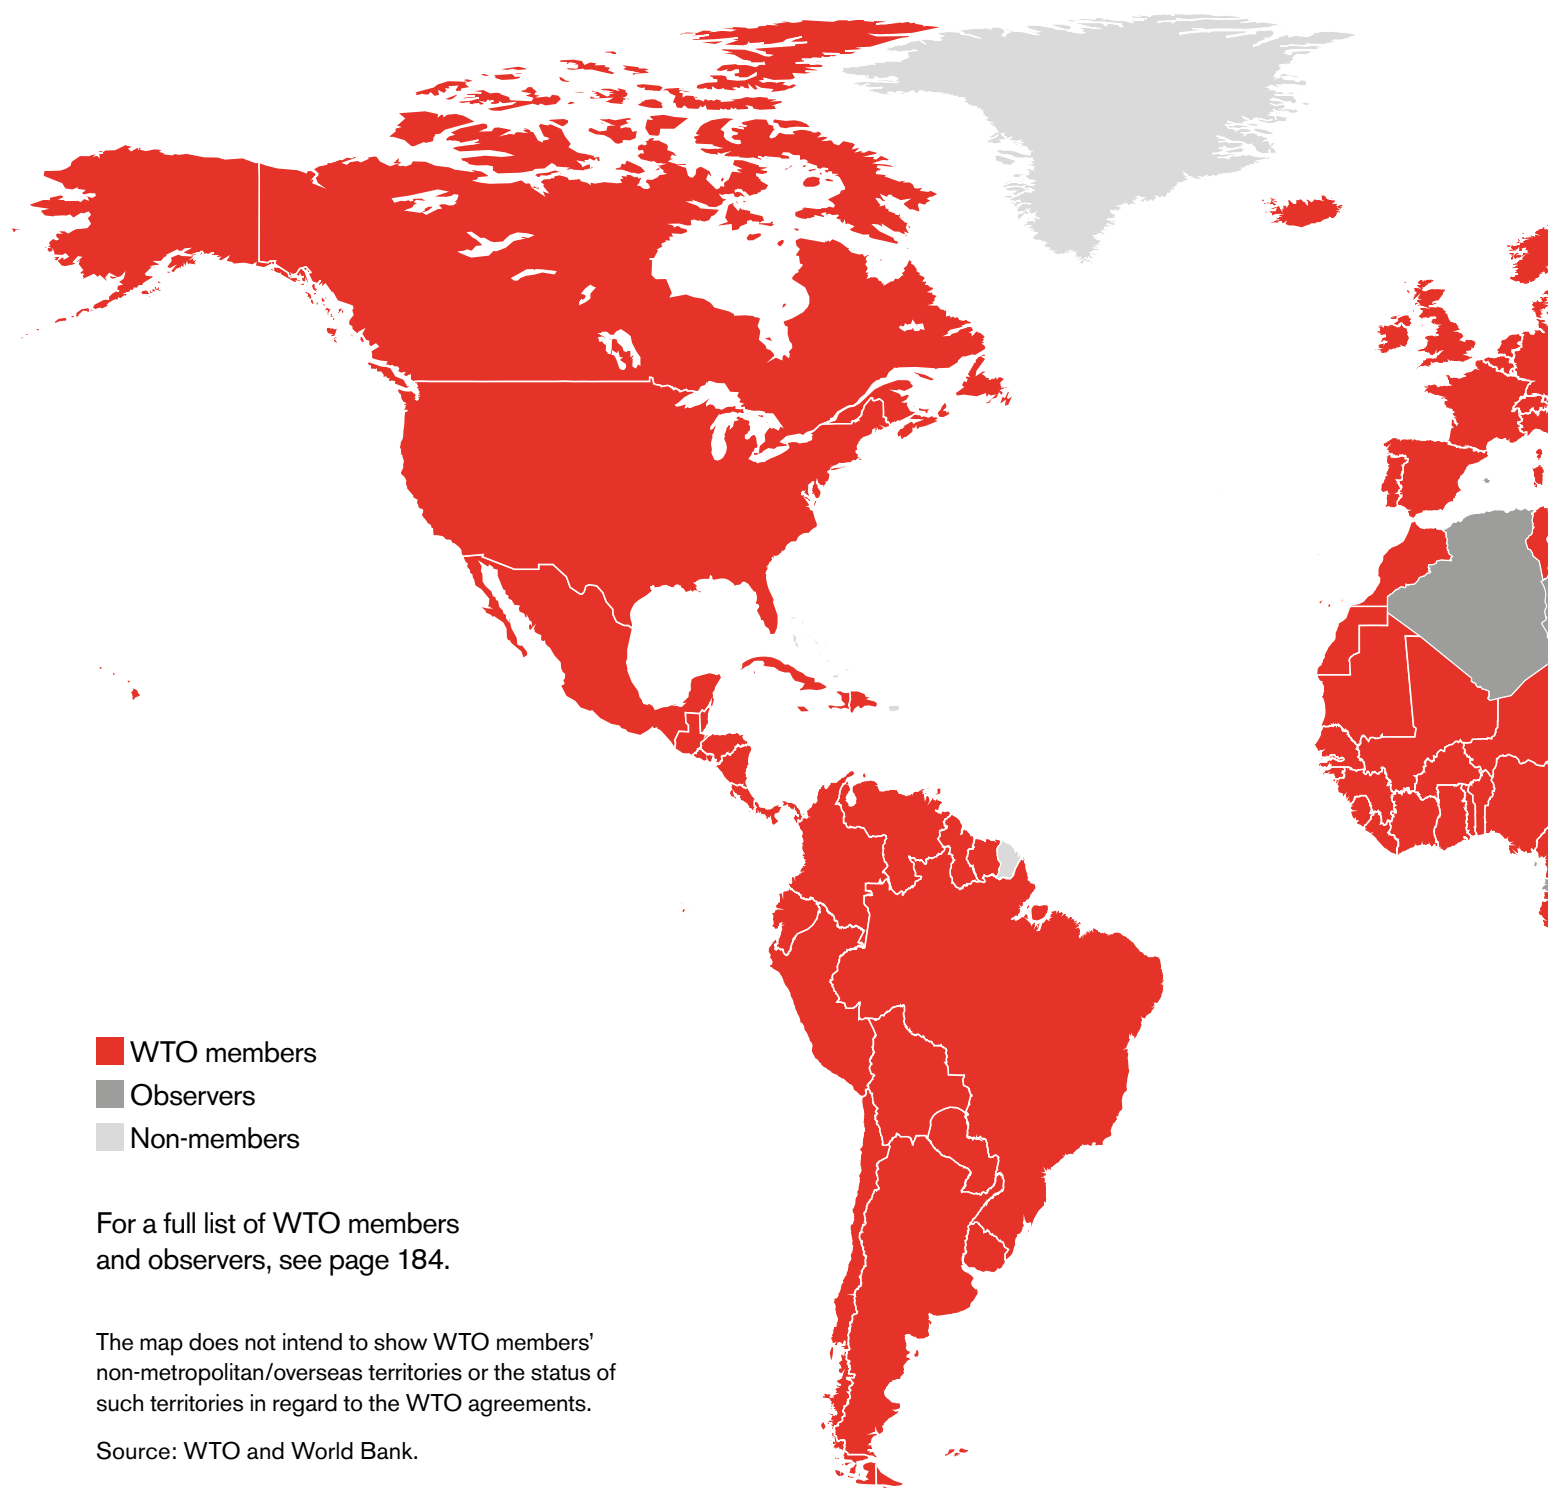 WTO members
Observers
Non-members
For a full list of WTO members
and observers, see page 184.
The map does not intend to show WTO members’
non-metropolitan/overseas territories or the status of
such territories in regard to the WTO agreements.
Source: WTO and World Bank.